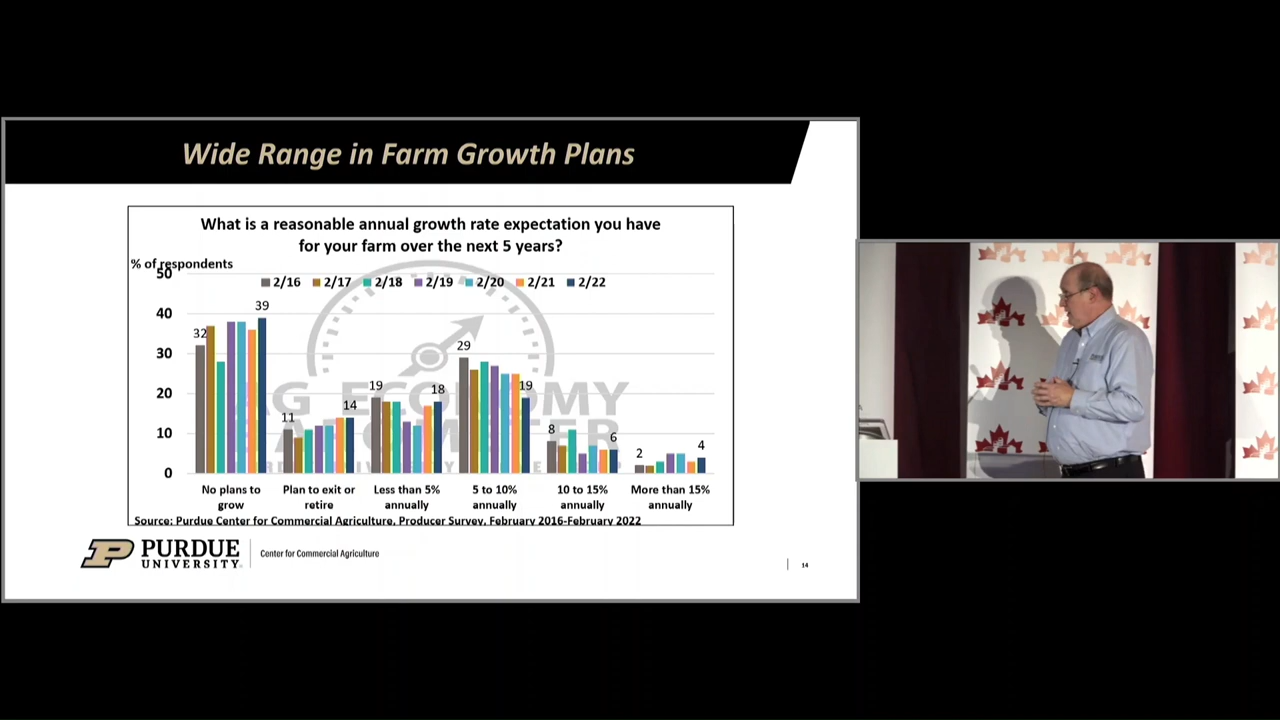 Wide Range in Farm Growth Plans
What is a reasonable annual growth rate expectation you have
for your farm over the next 5 years?
% of respondents
50
2/16 2/17 2/18 2/19 2/20 2/21 2/22
40
30
20
10
0
32 39
11 14
19 18
29 19
8 6
2 4
No plans to
grow
Plan to exit or
retire
Less than 5%
annually
5 to 10%
annually
10 to 15%
annually
More than 15%
annually
AG ECONOMY
BAROMETER
Source: Purdue Center for Commercial Agriculture, Producer Survey, February 2016-February 2022
P PURDUE
UNIVERSITY
Center for Commercial Agriculture
14